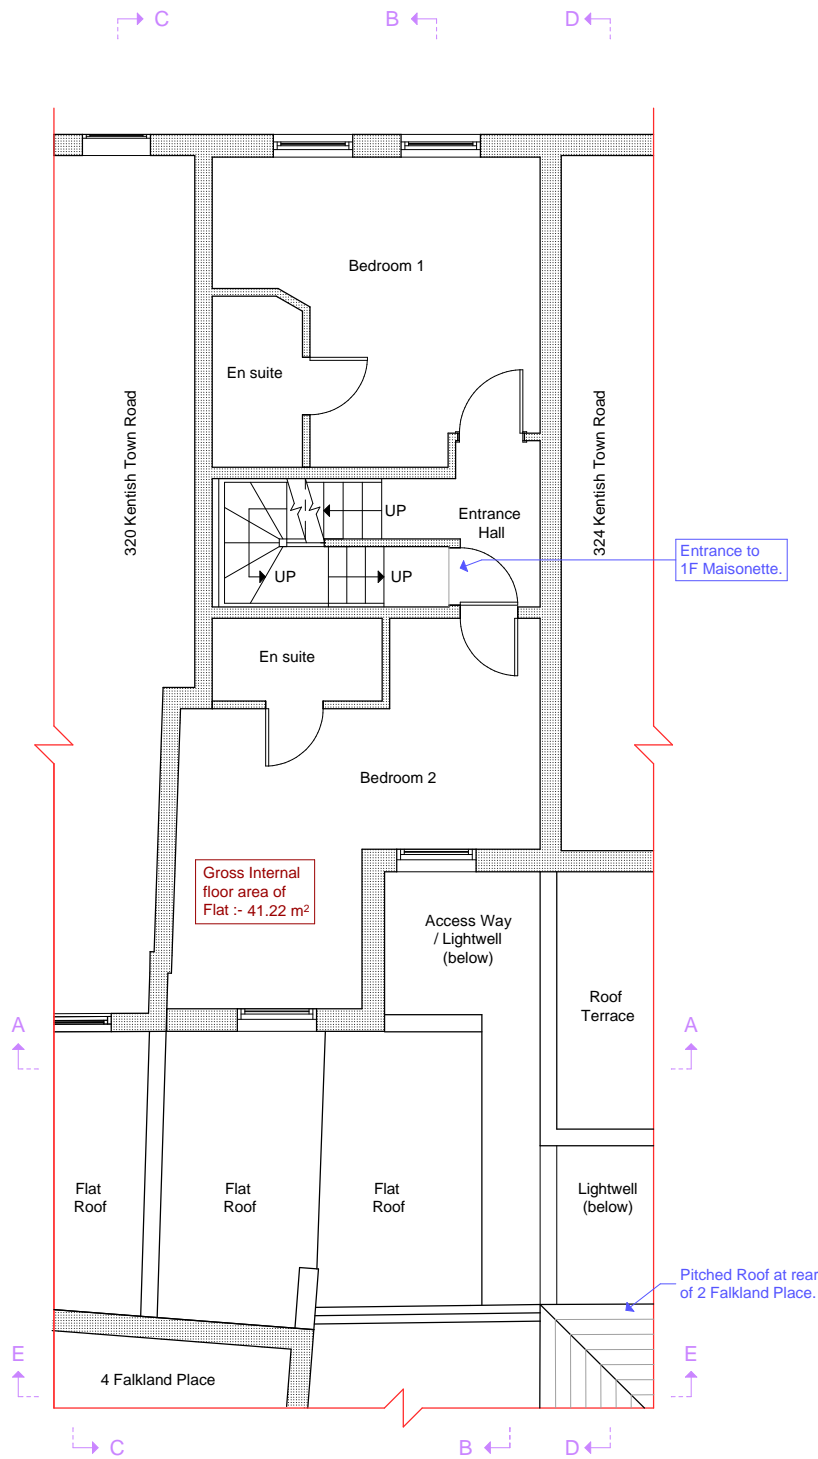 C
B
D
Bedroom 1
En suite
320 Kentish Town Road
324 Kentish Town Road
UP
Entrance
Hall
Entrance to
1F Maisonette.
UP
UP
En suite
Bedroom 2
Gross Internal
floor area of
Flat :- 41.22 m²
Access Way
/ Lightwell
(below)
Roof
Terrace
A
A
Flat
Roof
Flat
Roof
Flat
Roof
Lightwell
(below)
Pitched Roof at rear
of 2 Falkland Place.
E
E
4 Falkland Place
C
B
D